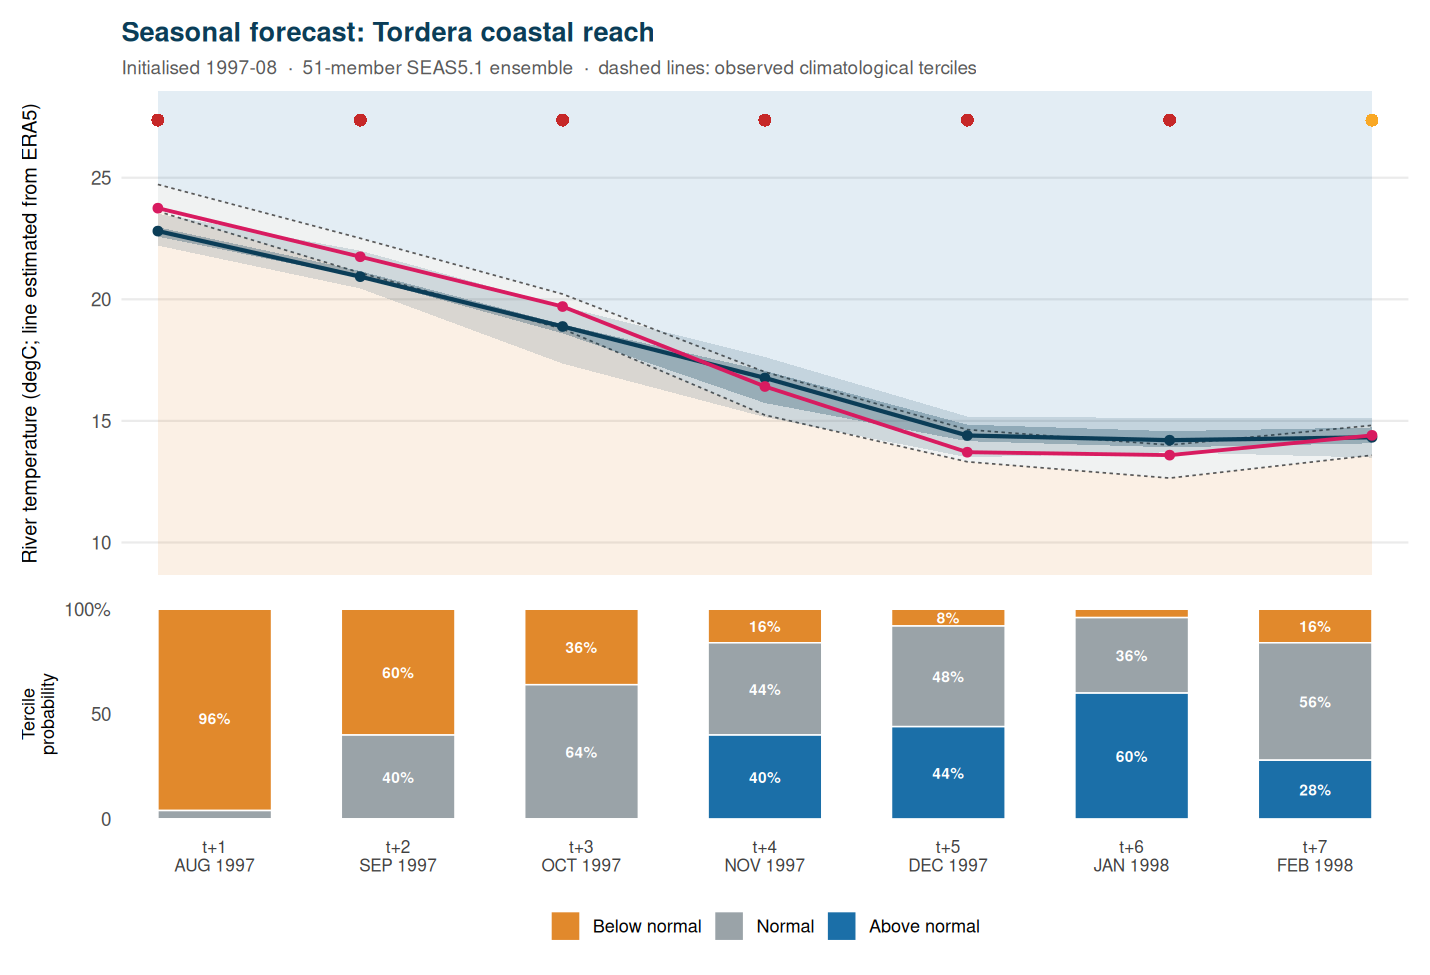 Seasonal forecast: Tordera coastal reach
Initialised 1997-08 · 51-member SEAS5.1 ensemble · dashed lines: observed climatological terciles
River temperature (degC; line estimated from ERA5)
25
20
15
10
Tercile
probability
100%
50
0
96%
60%
40%
36%
64%
16%
44%
40%
8%
48%
44%
36%
60%
16%
56%
28%
t+1
AUG 1997
t+2
SEP 1997
t+3
OCT 1997
t+4
NOV 1997
t+5
DEC 1997
t+6
JAN 1998
t+7
FEB 1998
Below normal
Normal
Above normal